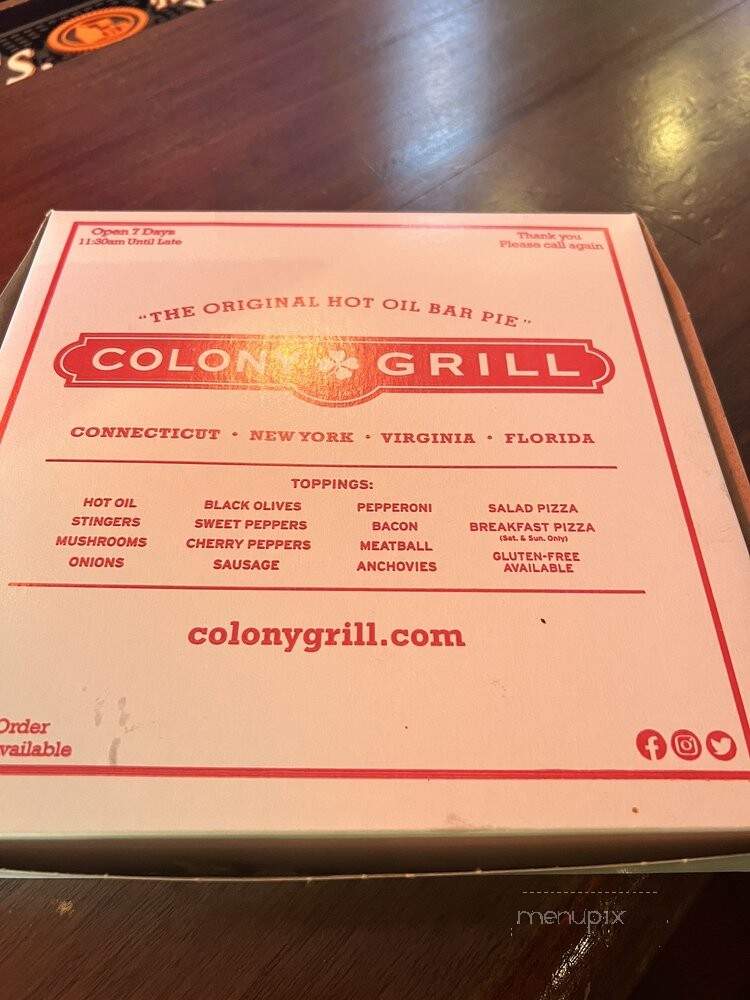 S.
Open 7 Days
11:30am Until Late
Thank you
Please call again
"THE ORIGINAL HOT OIL BAR PIE"
COLONY GRILL
CONNECTICUT • NEW YORK • VIRGINIA • FLORIDA
TOPPINGS:
HOT OIL
STINGERS
MUSHROOMS
ONIONS
BLACK OLIVES
SWEET PEPPERS
CHERRY PEPPERS
SAUSAGE
PEPPERONI
BACON
MEATBALL
ANCHOVIES
SALAD PIZZA
BREAKFAST PIZZA
(Sat. & Sun. Only)
GLUTEN-FREE
AVAILABLE
colonygrill.com
Order
vailable
menupix